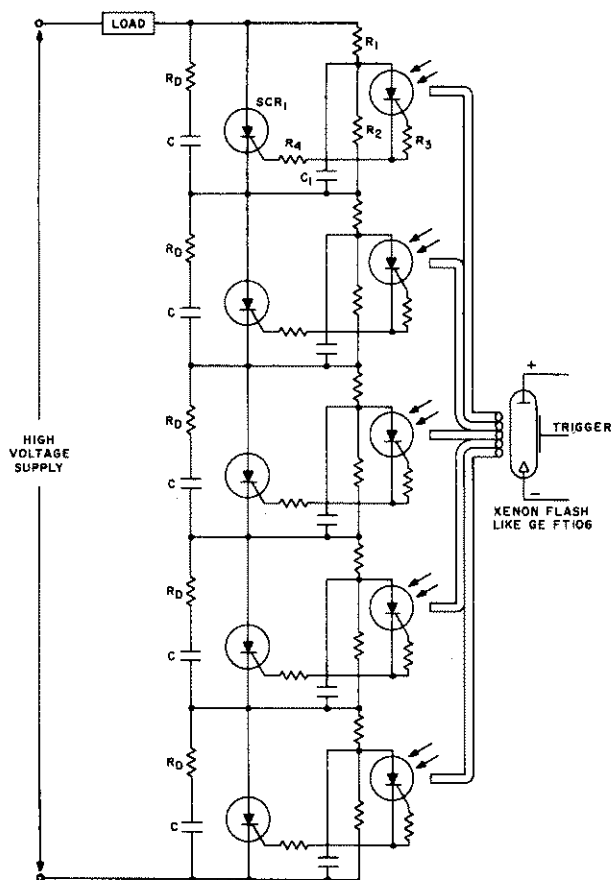 LOAD
R1
RD
SCR1
C
R4
R2
R3
C1
RD
C
RD
C
HIGH
VOLTAGE
SUPPLY
+
TRIGGER
−
XENON FLASH
LIKE GE FT106
RD
C
RD
C